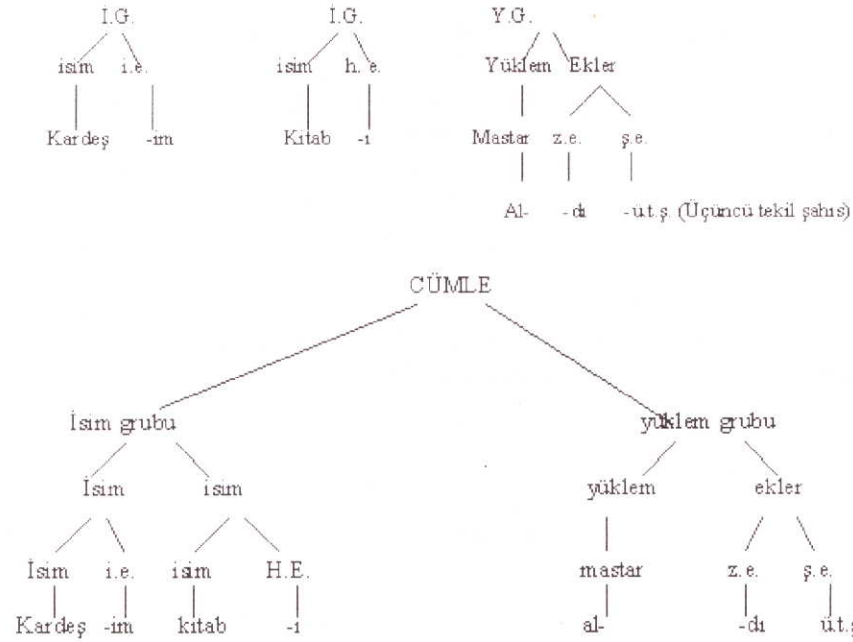 İ.G. İ.G. Y.G.
isim i.e. isim h.e. Yüklem Ekler
Kardeş -im Kitab -ı Mastar z.e. ş.e.
Al- -dı -ü.t.ş. (Üçüncü tekil şahıs)
CÜMLE
İsim grubu yüklem grubu
İsim isim yüklem ekler
İsim i.e. isim H.E. mastar z.e. ş.e.
Kardeş -im kitab -ı al- -dı ü.t.ş